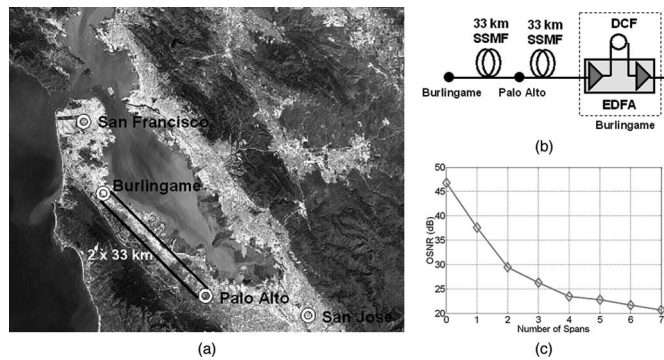 San Francisco
Burlingame
2 x 33 km
Palo Alto
San Jose
(a)
33 km 33 km
SSMF SSMF
DCF
Burlingame
Palo Alto
EDFA
Burlingame
(b)
OSNR (dB)
50
45
40
35
30
25
20
0 1 2 3 4 5 6 7
Number of Spans
(c)